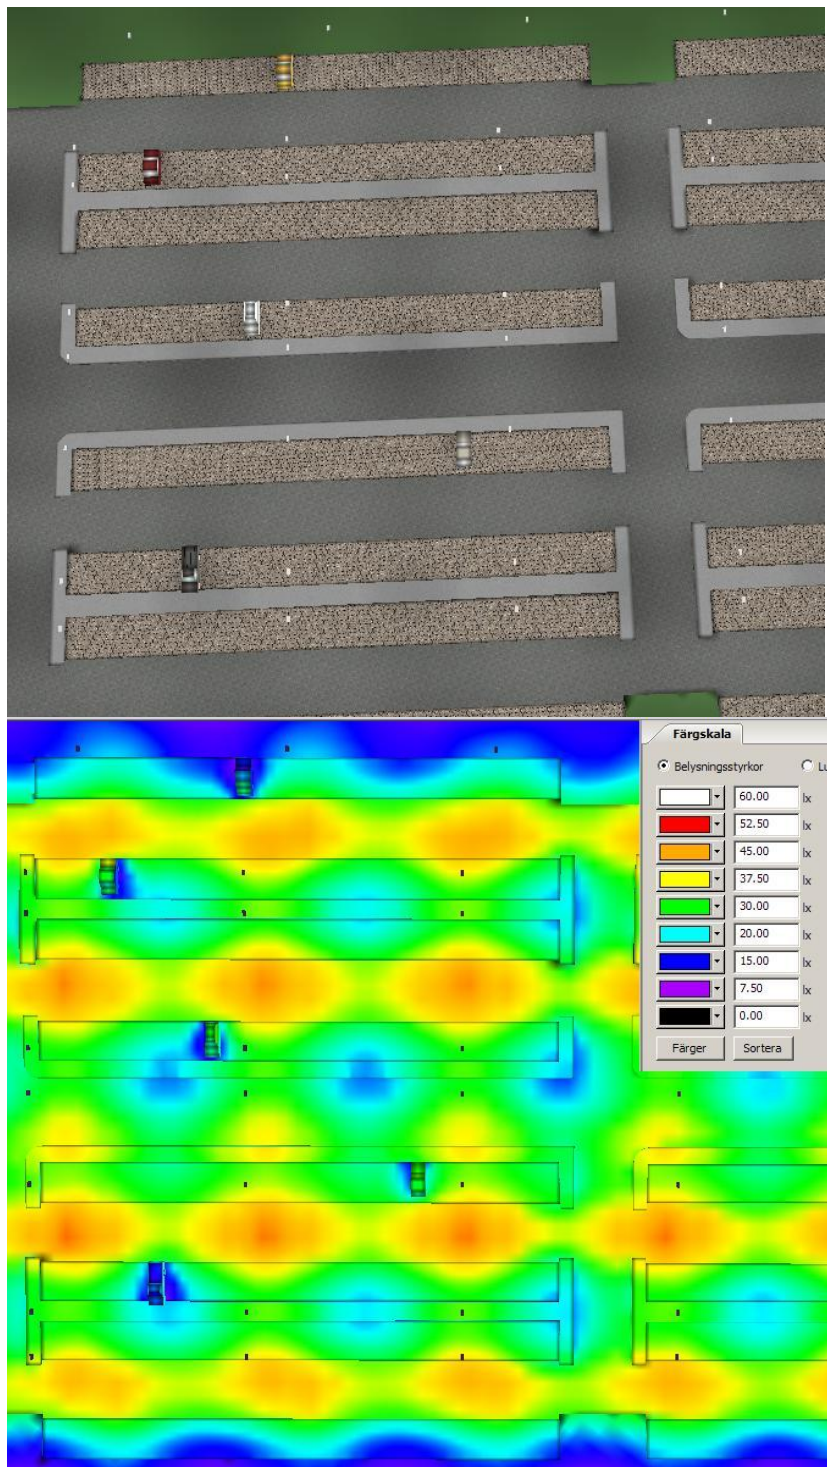 Färgskala
Belysningsstyrkor Lu
60.00 lx
52.50 lx
45.00 lx
37.50 lx
30.00 lx
20.00 lx
15.00 lx
7.50 lx
0.00 lx
Färger Sortera